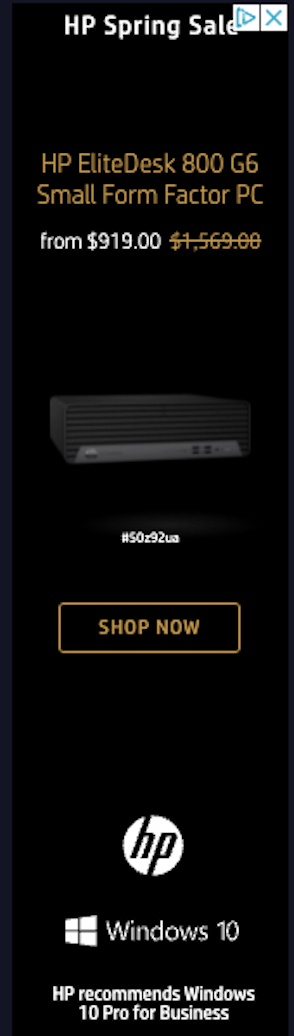 HP Spring Sale
HP EliteDesk 800 G6
Small Form Factor PC
from $919.00 $1,569.00
#50z92ua
SHOP NOW
hp
Windows 10
HP recommends Windows
10 Pro for Business